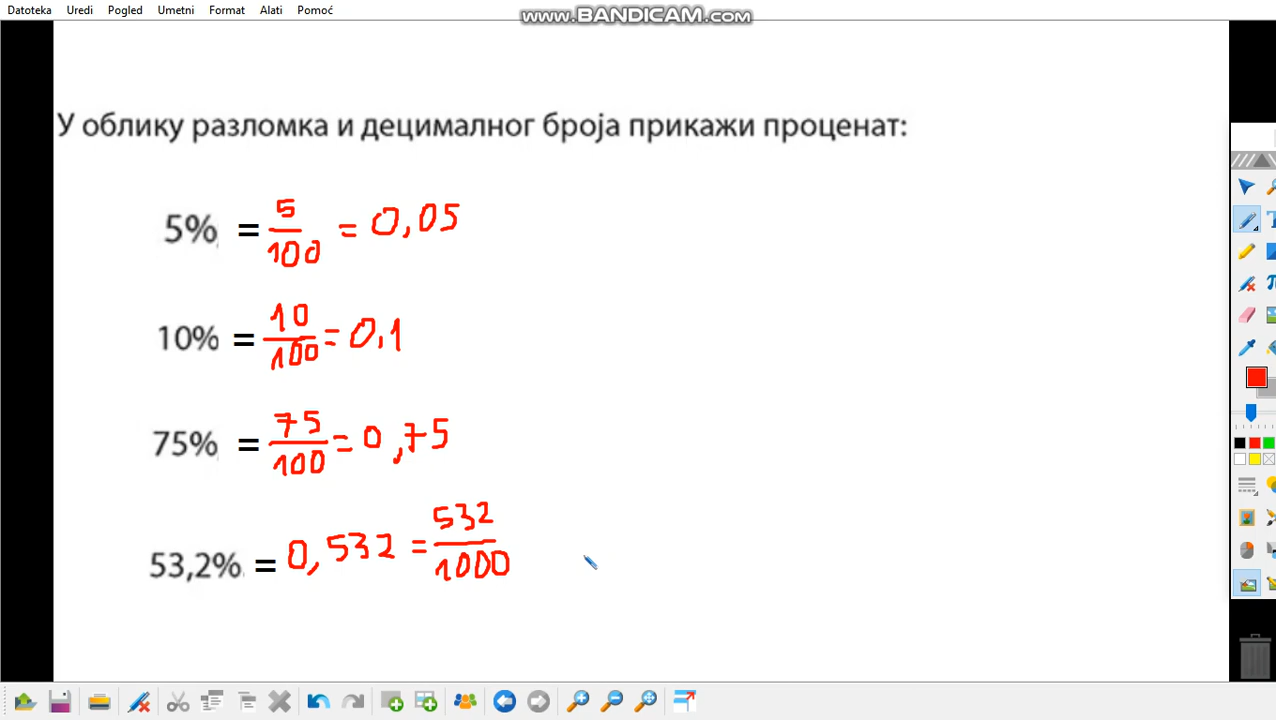 Datoteka Uredi Pogled Umetni Format Alati Pomoć
www.BANDICAM.com
У облику разломка и децималног броја прикажи проценат:
5% = 5/100 = 0,05
10% = 10/100 = 0,1
75% = 75/100 = 0,75
53,2% = 0,532 = 532/1000